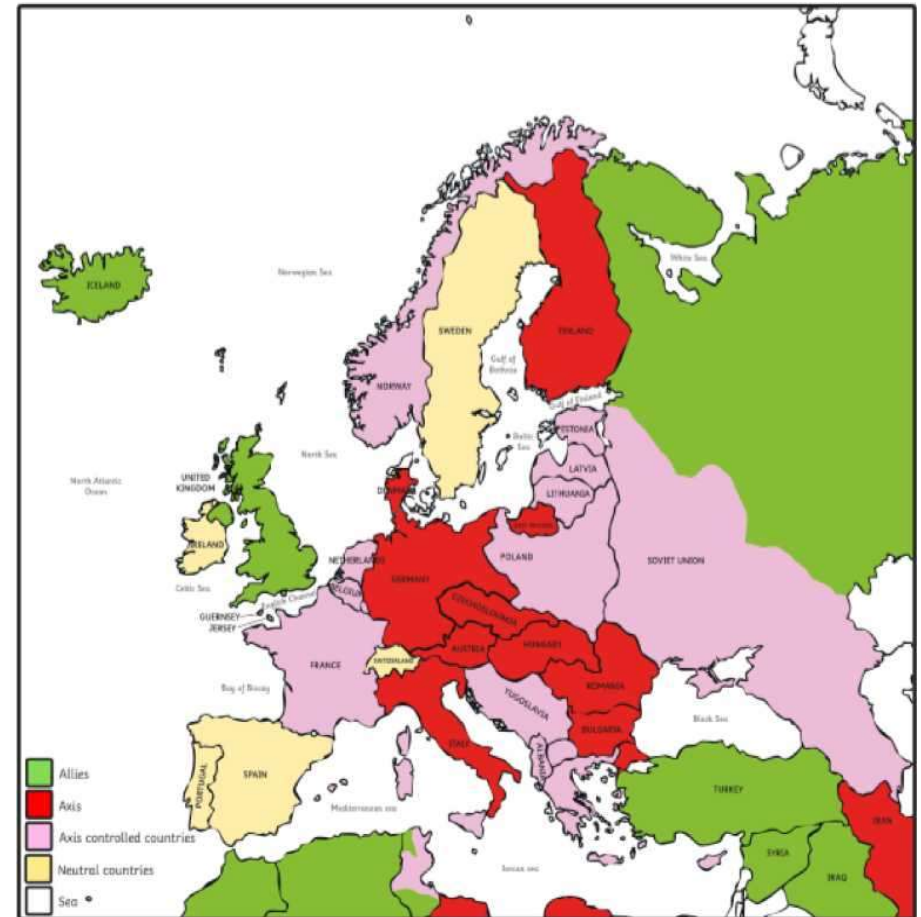 Norwegian Sea
White Sea
ICELAND
SWEDEN
FINLAND
Gulf of
Bothnia
NORWAY
Gulf of Finland
ESTONIA
Baltic
Sea
North Sea
LATVIA
North Atlantic
Ocean
UNITED
KINGDOM
LITHUANIA
DENMARK
IRELAND
NETHERLANDS
POLAND
SOVIET UNION
GERMANY
Celtic Sea
BELGIUM
English Channel
GUERNSEY
JERSEY
CZECHOSLOVAKIA
AUSTRIA
HUNGARY
FRANCE
SWITZERLAND
ROMANIA
Bay of Biscay
YUGOSLAVIA
Black Sea
BULGARIA
ITALY
ALBANIA
PORTUGAL
SPAIN
TURKEY
Mediterranean sea
IRAN
SYRIA
IRAQ
Ionian sea
Allies
Axis
Axis controlled countries
Neutral countries
Sea